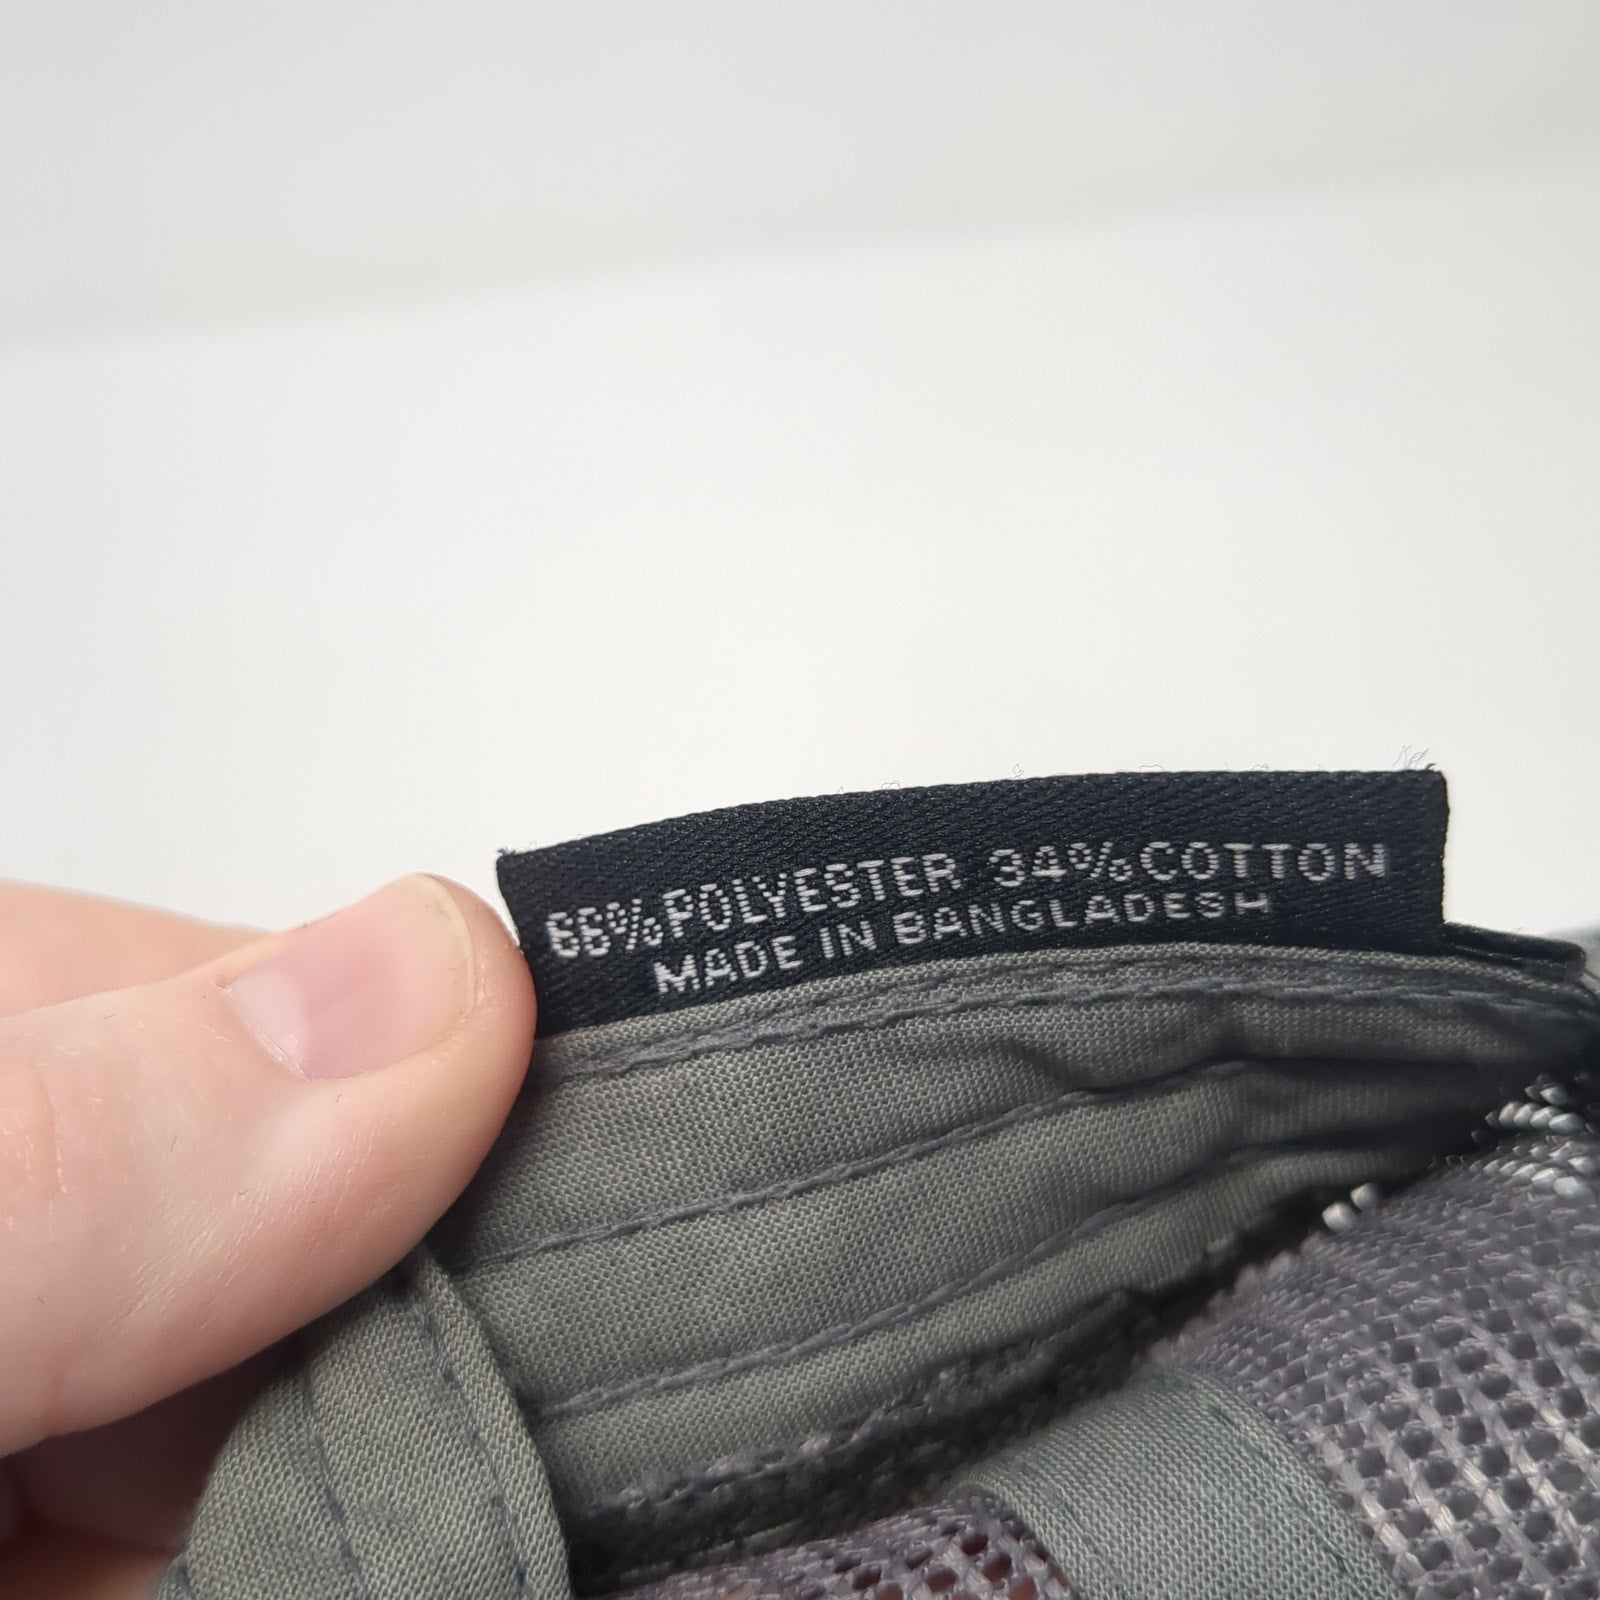 66% POLYESTER 34% COTTON
MADE IN BANGLADESH